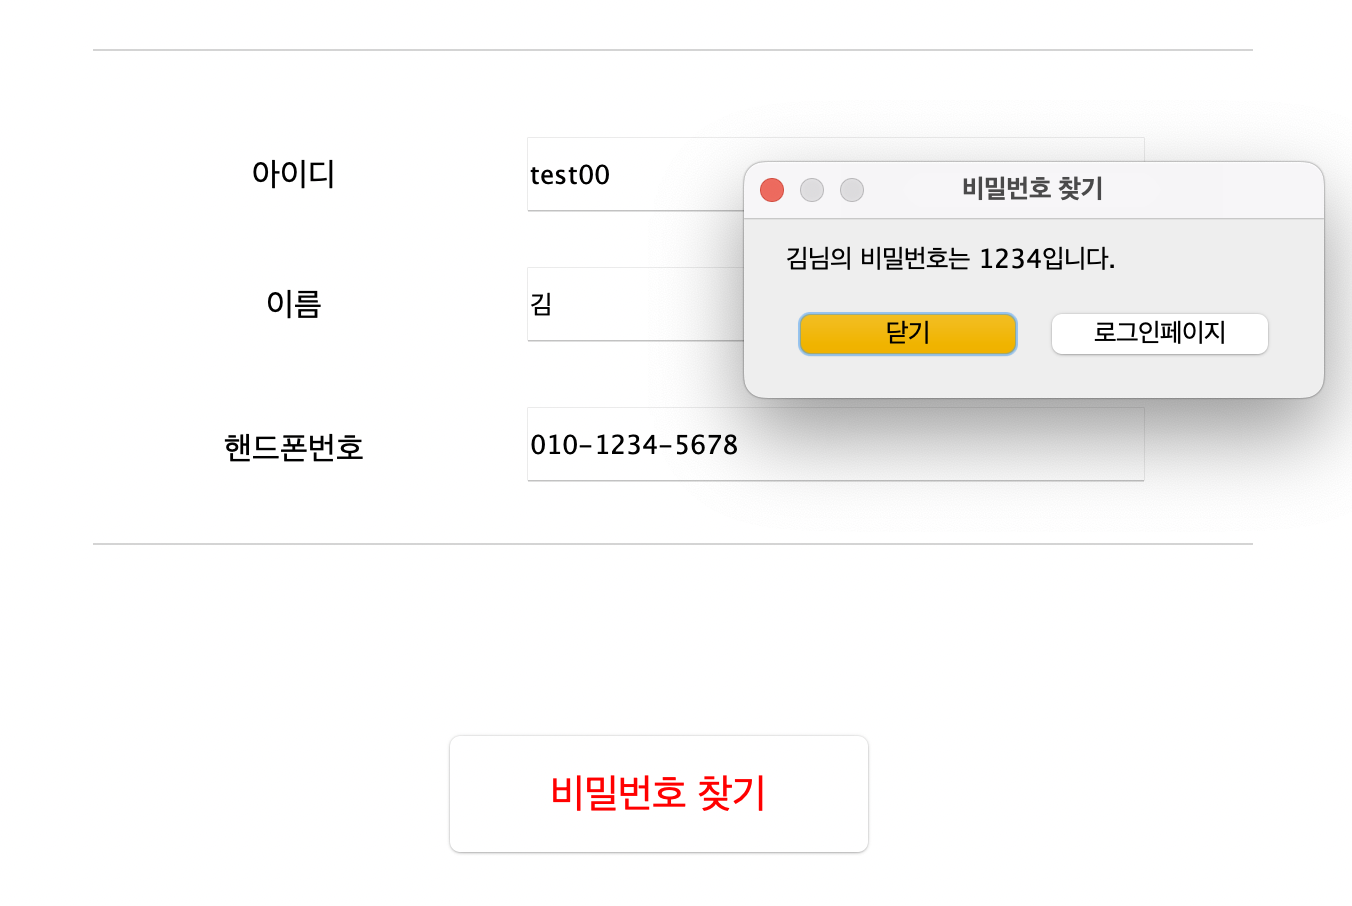 아이디
test00
비밀번호 찾기
김님의 비밀번호는 1234입니다.
닫기
로그인페이지
이름
김
핸드폰번호
010-1234-5678
비밀번호 찾기